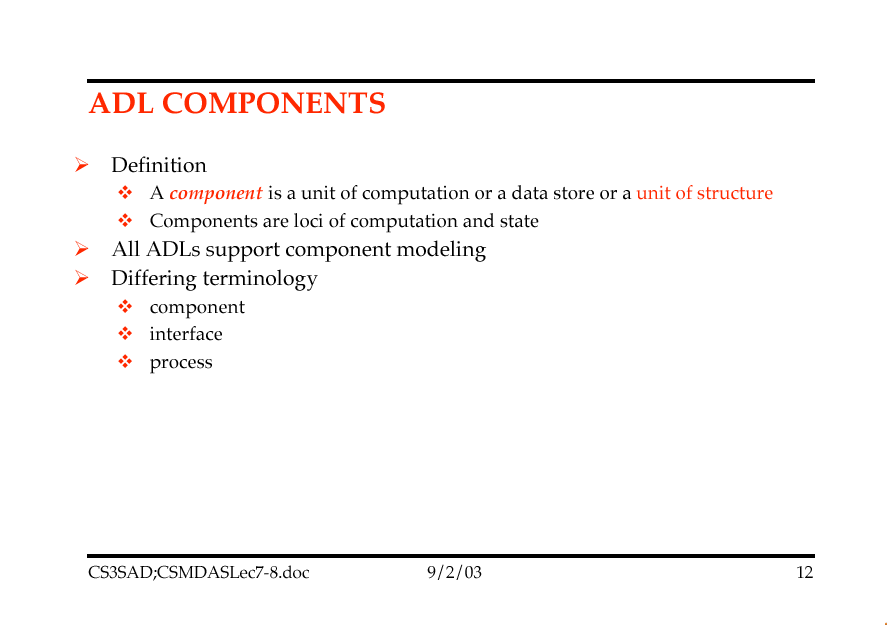 ADL COMPONENTS
➢ Definition
❖ A component is a unit of computation or a data store or a unit of structure
❖ Components are loci of computation and state
➢ All ADLs support component modeling
➢ Differing terminology
❖ component
❖ interface
❖ process
CS3SAD;CSMDASLec7-8.doc 9/2/03 12